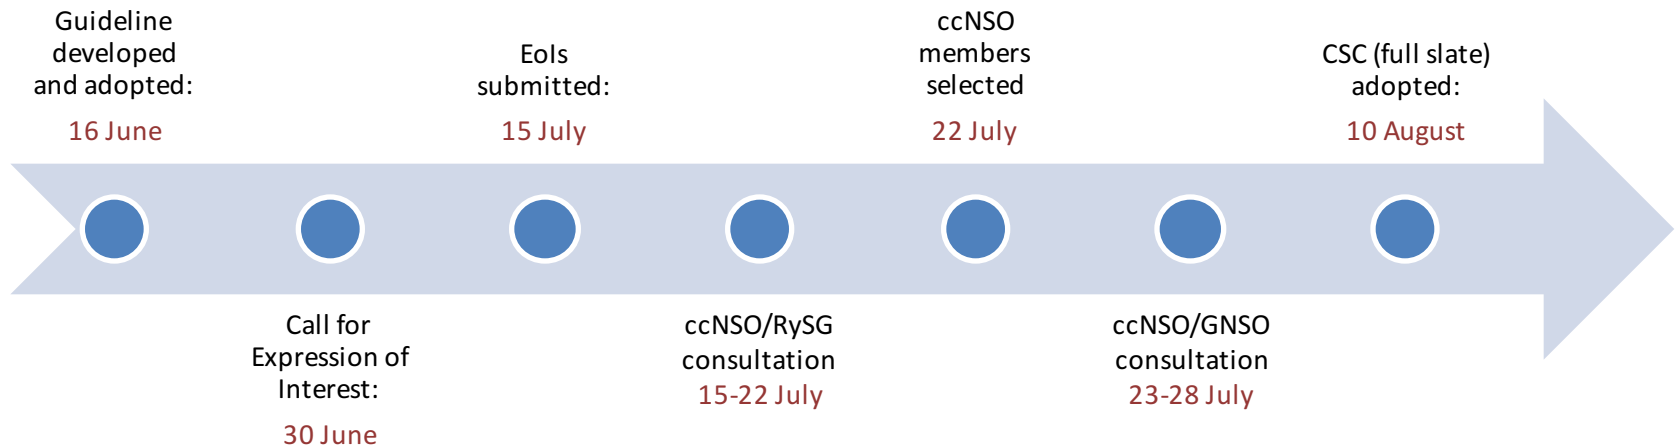 Guideline
developed
and adopted:
16 June
Call for
Expression of
Interest:
30 June
EoIs
submitted:
15 July
ccNSO/RySG
consultation
15-22 July
ccNSO
members
selected
22 July
ccNSO/GNSO
consultation
23-28 July
CSC (full slate)
adopted:
10 August